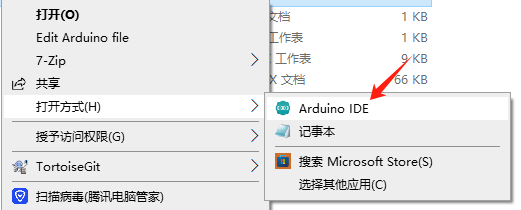 打开(O)
Edit Arduino file
7-Zip
共享
打开方式(H)
授予访问权限(G)
TortoiseGit
扫描病毒(腾讯电脑管家)
文档 1 KB
工作表 1 KB
工作表 9 KB
X 文档 66 KB
Arduino IDE
记事本
搜索 Microsoft Store(S)
选择其他应用(C)